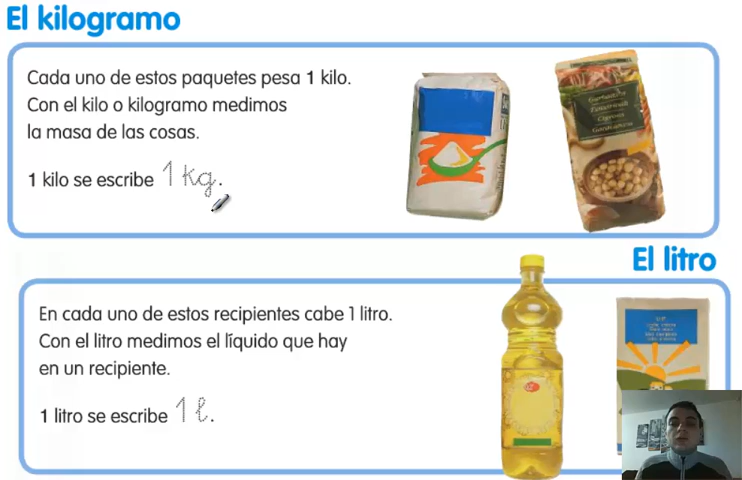 El kilogramo
Cada uno de estos paquetes pesa 1 kilo.
Con el kilo o kilogramo medimos
la masa de las cosas.
1 kilo se escribe 1 kg.
El litro
En cada uno de estos recipientes cabe 1 litro.
Con el litro medimos el líquido que hay
en un recipiente.
1 litro se escribe 1 l.